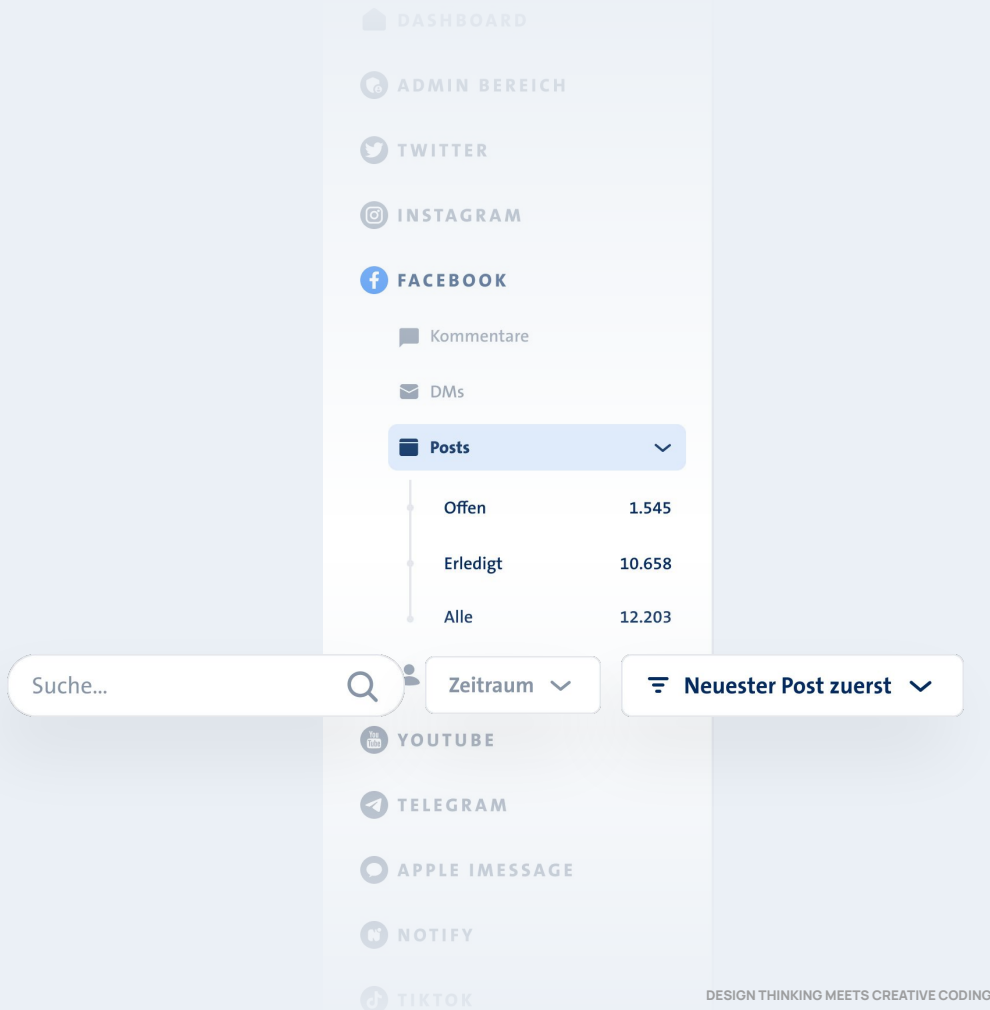 DASHBOARD
ADMIN BEREICH
TWITTER
INSTAGRAM
FACEBOOK
Kommentare
DMs
Posts
Offen 1.545
Erledigt 10.658
Alle 12.203
Suche... Zeitraum Neuester Post zuerst
YOUTUBE
TELEGRAM
APPLE IMESSAGE
NOTIFY
TIKTOK
DESIGN THINKING MEETS CREATIVE CODING